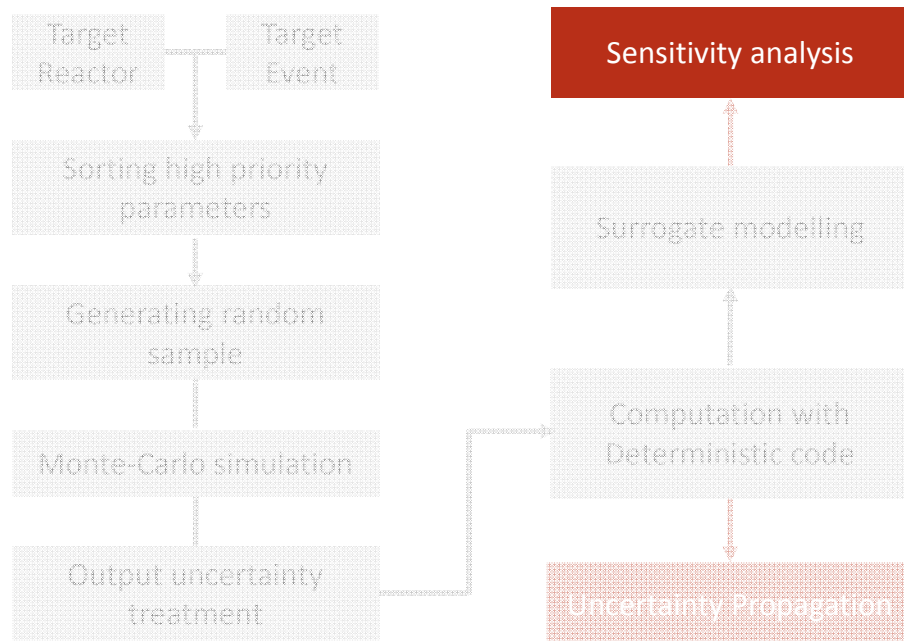 Target
Reactor
Target
Event
Sorting high priority
parameters
Generating random
sample
Monte-Carlo simulation
Output uncertainty
treatment
Sensitivity analysis
Surrogate modelling
Computation with
Deterministic code
Uncertainty Propagation